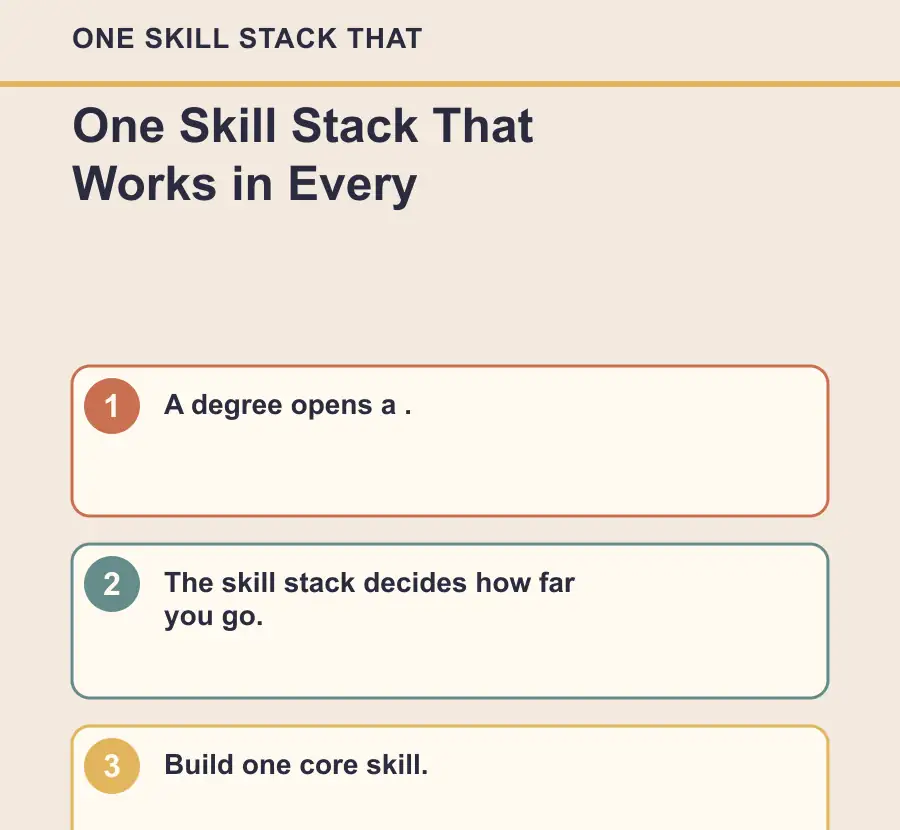 ONE SKILL STACK THAT
One Skill Stack That
Works in Every
1
A degree opens a .
2
The skill stack decides how far
you go.
3
Build one core skill.